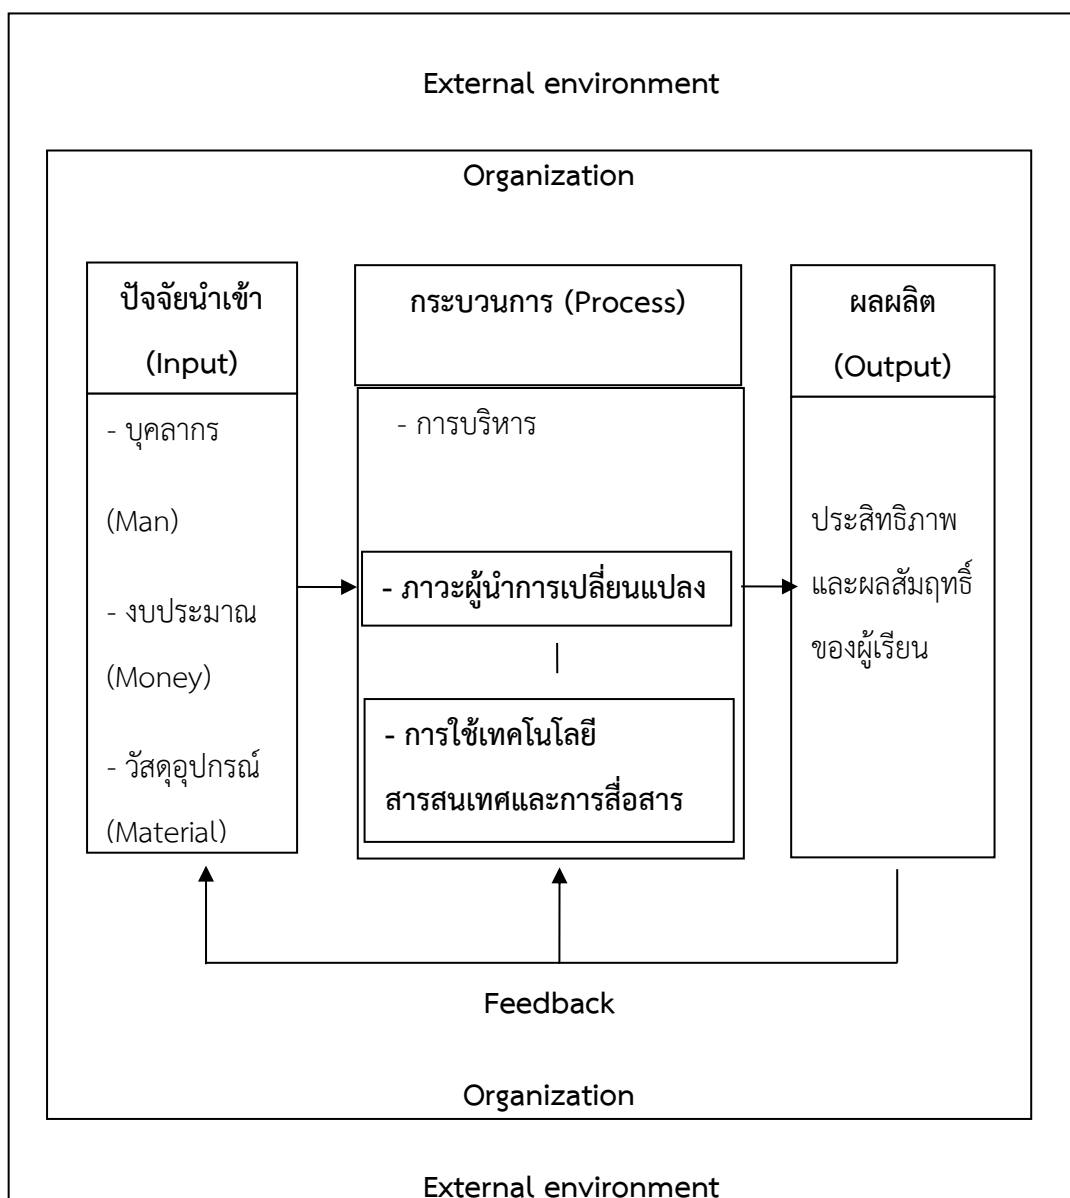 External environment
Organization
ปัจจัยนำเข้า
(Input)
- บุคลากร
(Man)
- งบประมาณ
(Money)
- วัสดุอุปกรณ์
(Material)
กระบวนการ (Process)
- การบริหาร
- ภาวะผู้นำการเปลี่ยนแปลง
- การใช้เทคโนโลยี
สารสนเทศและการสื่อสาร
ผลผลิต
(Output)
ประสิทธิภาพ
และผลสัมฤทธิ์
ของผู้เรียน
Feedback
Organization
External environment